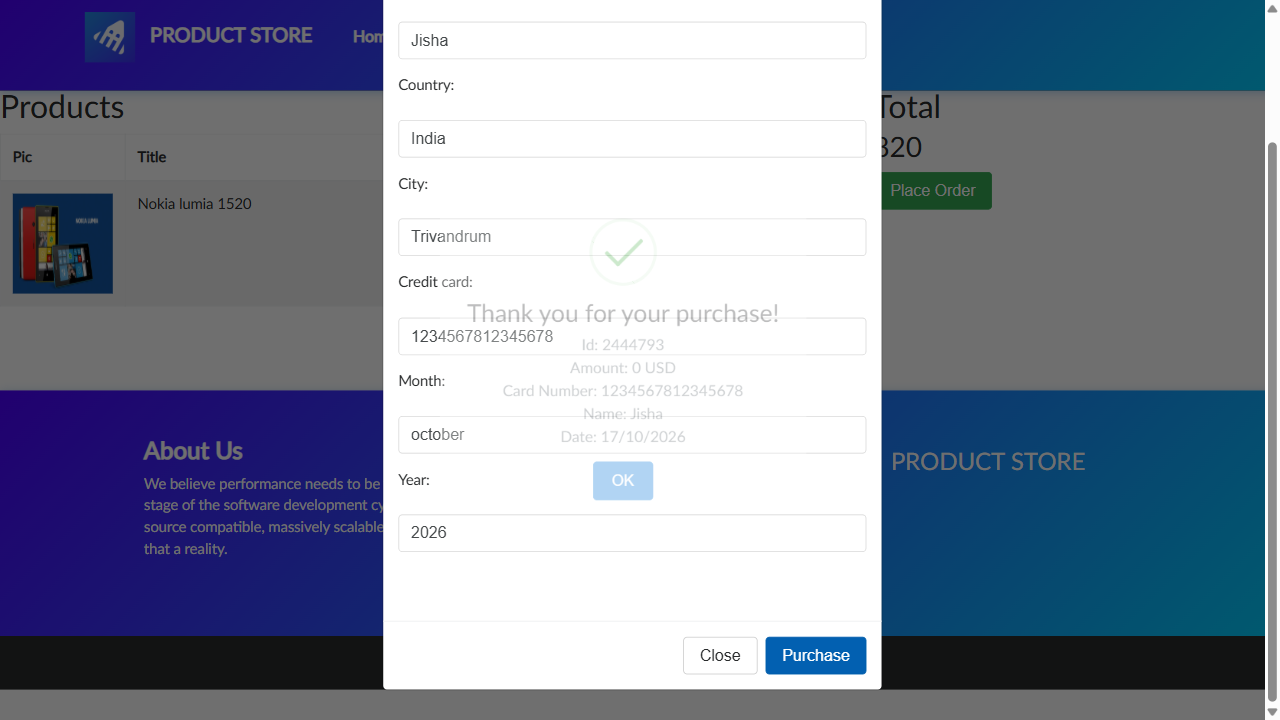 PRODUCT STORE
Hom
Products
Pic
Title
Nokia lumia 1520
NOKIA LUMIA
Jisha
Country:
India
City:
Trivandrum
Credit card:
1234567812345678
Month:
october
Year:
2026
Close
Purchase
Thank you for your purchase!
Id: 2444793
Amount: 0 USD
Card Number: 1234567812345678
Name: Jisha
Date: 17/10/2026
OK
Total
820
Place Order
About Us
We believe performance needs to be
stage of the software development cy
source compatible, massively scalable
that a reality.
PRODUCT STORE